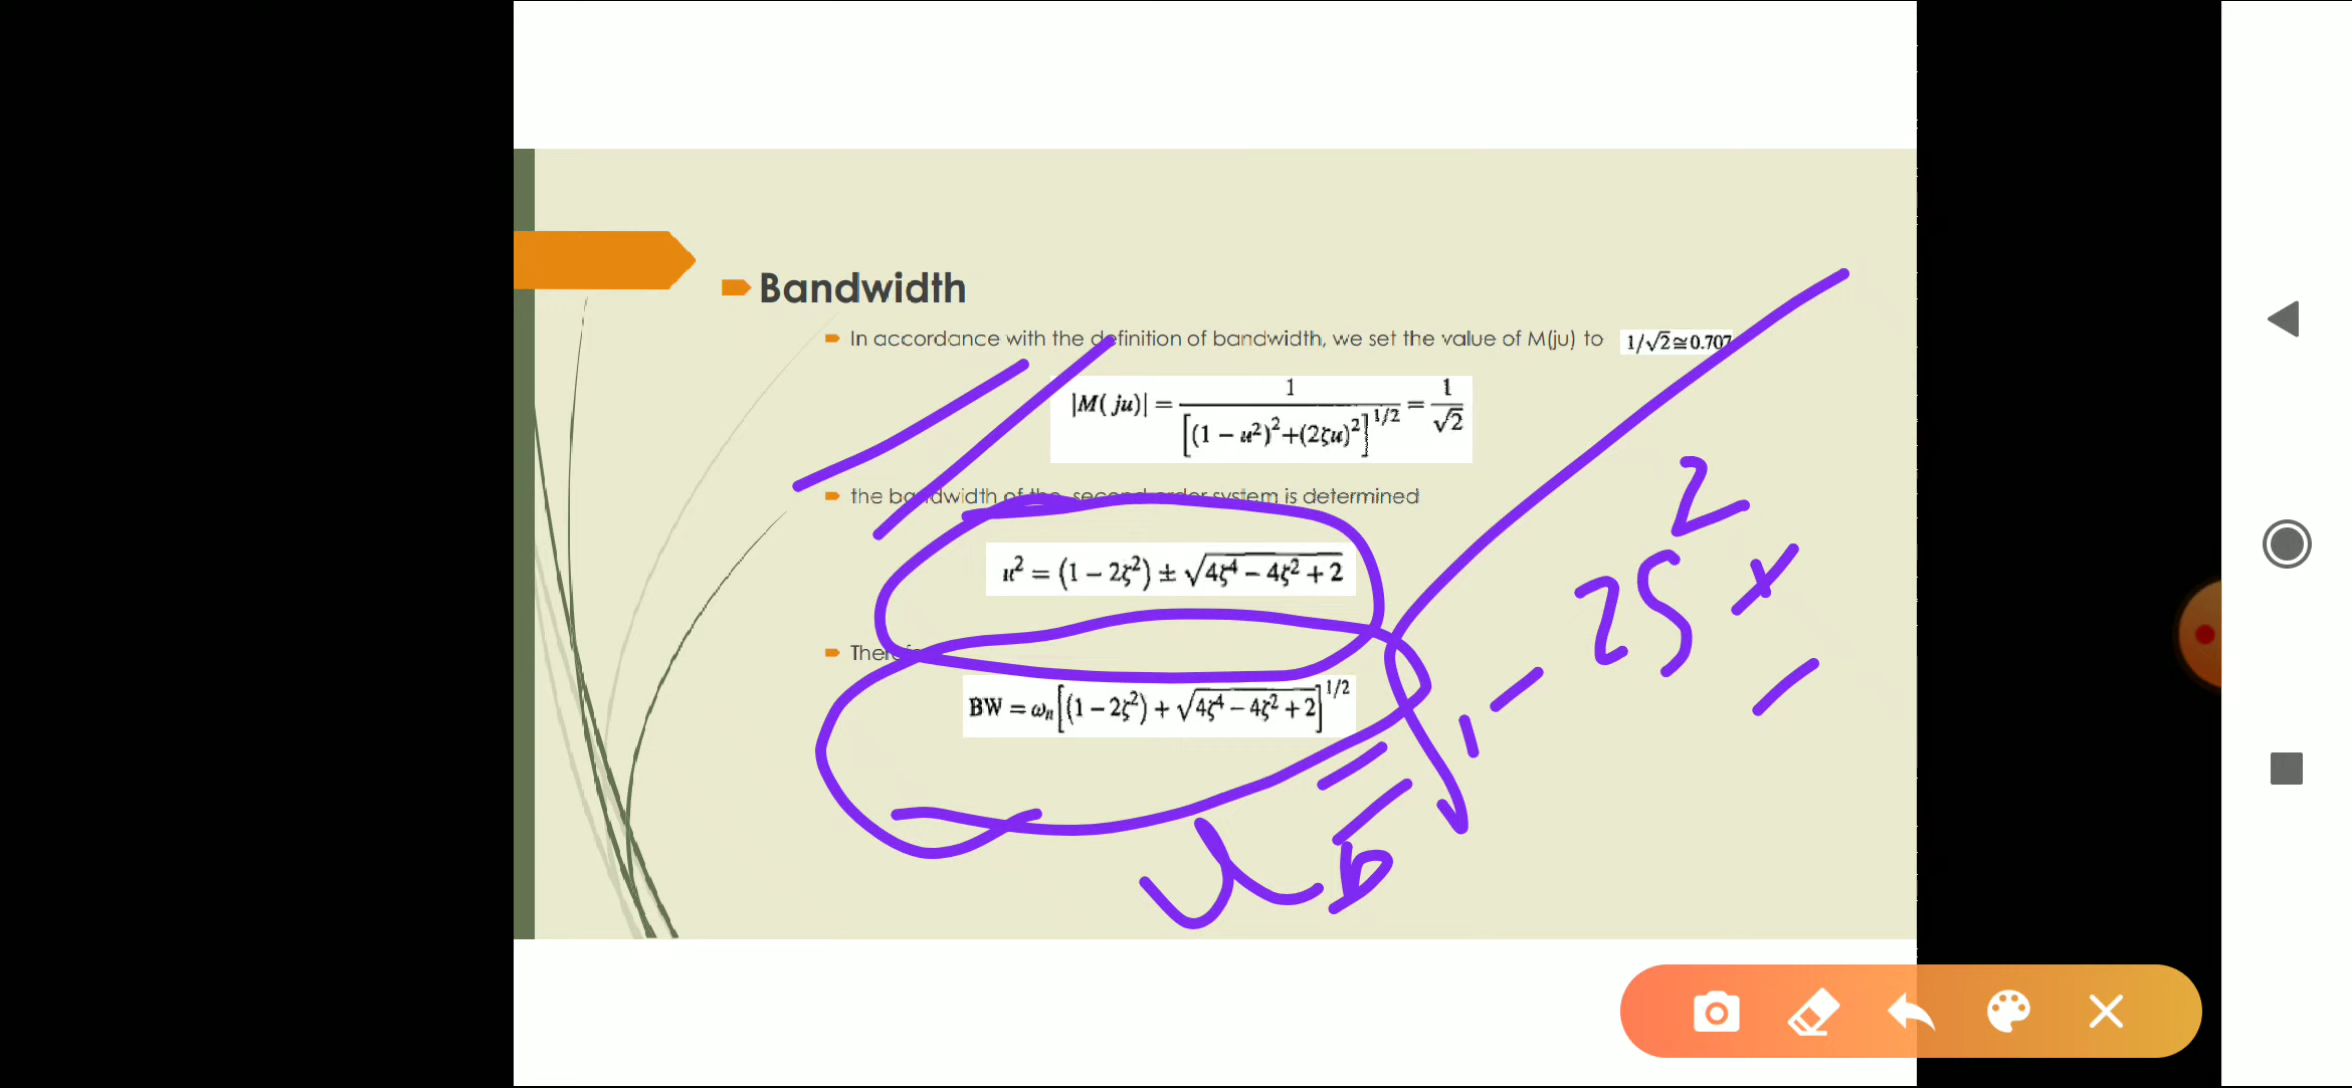 Bandwidth
In accordance with the definition of bandwidth, we set the value of M(ju) to 1/√2≅0.707
|M( ju)| = 1 / [(1 − u²)²+(2ζu)²]^1/2 = 1/√2
the bandwidth of the second order system is determined
u² = (1 − 2ζ²) ± √(4ζ⁴ − 4ζ² + 2)
BW = ωn[(1 − 2ζ²) + √(4ζ⁴ − 4ζ² + 2)]^1/2